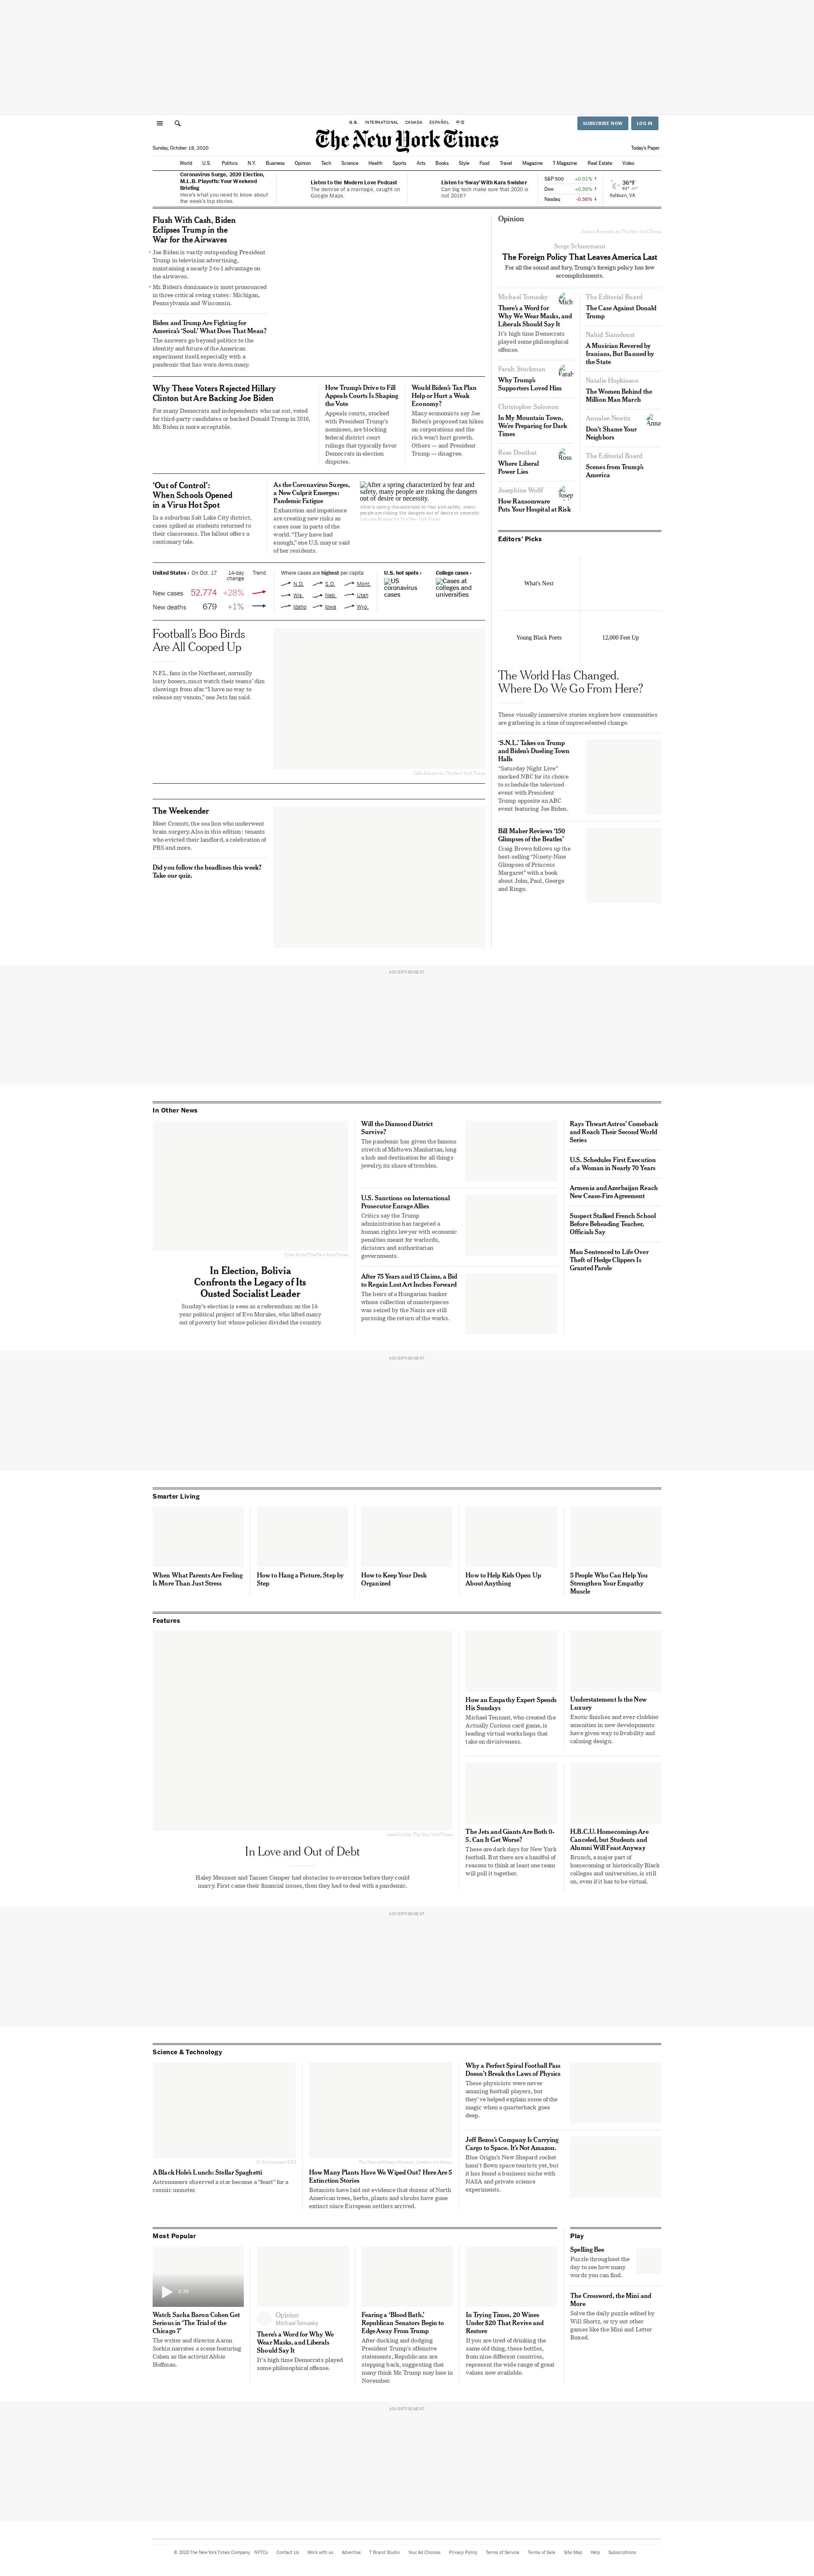 U.S. INTERNATIONAL CANADA ESPAÑOL 中文
SUBSCRIBE NOW LOG IN
The New York Times
Sunday, October 18, 2020
Today's Paper
World U.S. Politics N.Y. Business Opinion Tech Science Health Sports Arts Books Style Food Travel Magazine T Magazine Real Estate Video
Coronavirus Surge, 2020 Election,
M.L.B. Playoffs: Your Weekend
Briefing
Here's what you need to know about
the week's top stories.
Listen to the Modern Love Podcast
The demise of a marriage, caught on
Google Maps.
Listen to 'Sway' With Kara Swisher
Can big tech make sure that 2020 is
not 2016?
S&P 500 +0.01% ↑
Dow +0.39% ↑
Nasdaq -0.36% ↓
36°F
Ashburn, VA
Flush With Cash, Biden
Eclipses Trump in the
War for the Airwaves
• Joe Biden is vastly outspending President
Trump in television advertising,
maintaining a nearly 2-to-1 advantage on
the airwaves.
• Mr. Biden's dominance is most pronounced
in three critical swing states: Michigan,
Pennsylvania and Wisconsin.
Biden and Trump Are Fighting for
America's 'Soul.' What Does That Mean?
The answers go beyond politics to the
identity and future of the American
experiment itself, especially with a
pandemic that has worn down many.
Why These Voters Rejected Hillary
Clinton but Are Backing Joe Biden
For many Democrats and independents who sat out, voted
for third-party candidates or backed Donald Trump in 2016,
Mr. Biden is more acceptable.
How Trump's Drive to Fill
Appeals Courts Is Shaping
the Vote
Appeals courts, stocked
with President Trump's
nominees, are blocking
federal district court
rulings that typically favor
Democrats in election
disputes.
Would Biden's Tax Plan
Help or Hurt a Weak
Economy?
Many economists say Joe
Biden's proposed tax hikes
on corporations and the
rich won't hurt growth.
Others — and President
Trump — disagree.
'Out of Control':
When Schools Opened
in a Virus Hot Spot
In a suburban Salt Lake City district,
cases spiked as students returned to
their classrooms. The fallout offers a
cautionary tale.
As the Coronavirus Surges,
a New Culprit Emerges:
Pandemic Fatigue
Exhaustion and impatience
are creating new risks as
cases soar in parts of the
world. "They have had
enough," one U.S. mayor said
of her residents.
After a spring characterized by fear and
safety, many people are risking the dangers
out of desire or necessity.
After a spring characterized by fear and safety, many
people are risking the dangers out of desire or necessity.
United States › On Oct. 17 14-day
change Trend
New cases 52,774 +28%
New deaths 679 +1%
Where cases are highest per capita
N.D. S.D. Mont.
Wis. Neb. Utah
Idaho Iowa Wyo.
U.S. hot spots ›
US
coronavirus
cases
College cases ›
Cases at
colleges and
universities
Football's Boo Birds
Are All Cooped Up
N.F.L. fans in the Northeast, normally
lusty booers, must watch their teams' dim
showings from afar. "I have no way to
release my venom," one Jets fan said.
The Weekender
Meet Cronutt, the sea lion who underwent
brain surgery. Also in this edition: tenants
who evicted their landlord, a celebration of
PBS and more.
Did you follow the headlines this week?
Take our quiz.
Opinion
Serge Schmemann
The Foreign Policy That Leaves America Last
For all the sound and fury, Trump's foreign policy has few
accomplishments.
Michael Tomasky
There's a Word for
Why We Wear Masks, and
Liberals Should Say It
It's high time Democrats
played some philosophical
offense.
Mich
Farah Stockman
Why Trump's
Supporters Loved Him
Farah
Christopher Solomon
In My Mountain Town,
We're Preparing for Dark
Times
Ross Douthat
Where Liberal
Power Lies
Ross
Josephine Wolff
How Ransomware
Puts Your Hospital at Risk
Josep
The Editorial Board
The Case Against Donald
Trump
Nahid Siamdoust
A Musician Revered by
Iranians, But Banned by
the State
Natalie Hopkinson
The Women Behind the
Million Man March
Annalee Newitz
Don't Shame Your
Neighbors
Anna
The Editorial Board
Scenes from Trump's
America
Editors' Picks
What's Next
Young Black Poets 12,000 Feet Up
The World Has Changed.
Where Do We Go From Here?
These visually immersive stories explore how communities
are gathering in a time of unprecedented change.
'S.N.L.' Takes on Trump
and Biden's Dueling Town
Halls
"Saturday Night Live"
mocked NBC for its choice
to schedule the televised
event with President
Trump opposite an ABC
event featuring Joe Biden.
Bill Maher Reviews '150
Glimpses of the Beatles'
Craig Brown follows up the
best-selling "Ninety-Nine
Glimpses of Princess
Margaret" with a book
about John, Paul, George
and Ringo.
ADVERTISEMENT
In Other News
In Election, Bolivia
Confronts the Legacy of Its
Ousted Socialist Leader
Sunday's election is seen as a referendum on the 14-
year political project of Evo Morales, who lifted many
out of poverty but whose policies divided the country.
Will the Diamond District
Survive?
The pandemic has given the famous
stretch of Midtown Manhattan, long
a hub and destination for all things
jewelry, its share of troubles.
U.S. Sanctions on International
Prosecutor Enrage Allies
Critics say the Trump
administration has targeted a
human rights lawyer with economic
penalties meant for warlords,
dictators and authoritarian
governments.
After 75 Years and 15 Claims, a Bid
to Regain Lost Art Inches Forward
The heirs of a Hungarian banker
whose collection of masterpieces
was seized by the Nazis are still
pursuing the return of the works.
Rays Thwart Astros' Comeback
and Reach Their Second World
Series
U.S. Schedules First Execution
of a Woman in Nearly 70 Years
Armenia and Azerbaijan Reach
New Cease-Fire Agreement
Suspect Stalked French School
Before Beheading Teacher,
Officials Say
Man Sentenced to Life Over
Theft of Hedge Clippers Is
Granted Parole
ADVERTISEMENT
Smarter Living
When What Parents Are Feeling
Is More Than Just Stress
How to Hang a Picture, Step by
Step
How to Keep Your Desk
Organized
How to Help Kids Open Up
About Anything
5 People Who Can Help You
Strengthen Your Empathy
Muscle
Features
In Love and Out of Debt
Haley Messner and Tanner Cemper had obstacles to overcome before they could
marry. First came their financial issues, then they had to deal with a pandemic.
How an Empathy Expert Spends
His Sundays
Michael Tennant, who created the
Actually Curious card game, is
leading virtual workshops that
take on divisiveness.
Understatement Is the New
Luxury
Exotic finishes and ever-clubbier
amenities in new developments
have given way to livability and
calming design.
The Jets and Giants Are Both 0-
5. Can It Get Worse?
These are dark days for New York
football. But there are a handful of
reasons to think at least one team
will pull it together.
H.B.C.U. Homecomings Are
Canceled, but Students and
Alumni Will Feast Anyway
Brunch, a major part of
homecoming at historically Black
colleges and universities, is still
on, even if it has to be virtual.
ADVERTISEMENT
Science & Technology
A Black Hole's Lunch: Stellar Spaghetti
Astronomers observed a star become a "feast" for a
cosmic monster.
How Many Plants Have We Wiped Out? Here Are 5
Extinction Stories
Botanists have laid out evidence that dozens of North
American trees, herbs, plants and shrubs have gone
extinct since European settlers arrived.
Why a Perfect Spiral Football Pass
Doesn't Break the Laws of Physics
These physicists were never
amazing football players, but
they've helped explain some of the
magic when a quarterback goes
deep.
Jeff Bezos's Company Is Carrying
Cargo to Space. It's Not Amazon.
Blue Origin's New Shepard rocket
hasn't flown space tourists yet, but
it has found a business niche with
NASA and private science
experiments.
Most Popular
4:36
Watch Sacha Baron Cohen Get
Serious in 'The Trial of the
Chicago 7'
The writer and director Aaron
Sorkin narrates a scene featuring
Cohen as the activist Abbie
Hoffman.
Opinion
Michael Tomasky
There's a Word for Why We
Wear Masks, and Liberals
Should Say It
It's high time Democrats played
some philosophical offense.
Fearing a 'Blood Bath,'
Republican Senators Begin to
Edge Away From Trump
After ducking and dodging
President Trump's offensive
statements, Republicans are
stepping back, suggesting that
many think Mr. Trump may lose in
November.
In Trying Times, 20 Wines
Under $20 That Revive and
Restore
If you are tired of drinking the
same old thing, these bottles,
from nine different countries,
represent the wide range of great
values now available.
Play
Spelling Bee
Puzzle throughout the
day to see how many
words you can find.
The Crossword, the Mini and
More
Solve the daily puzzle edited by
Will Shortz, or try out other
games like the Mini and Letter
Boxed.
ADVERTISEMENT
© 2020 The New York Times Company NYTCo Contact Us Work with us Advertise T Brand Studio Your Ad Choices Privacy Policy Terms of Service Terms of Sale Site Map Help Subscriptions